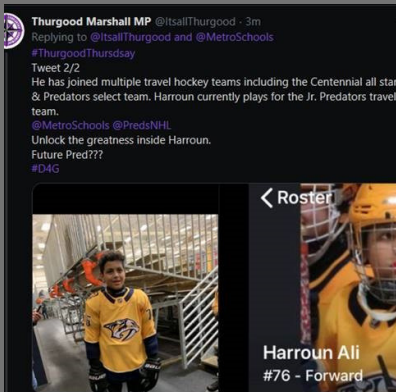 Thurgood Marshall MP @ItsallThurgood · 3m
Replying to @ItsallThurgood and @MetroSchools
#ThurgoodThursdsay
Tweet 2/2
He has joined multiple travel hockey teams including the Centennial all star
& Predators select team. Harroun currently plays for the Jr. Predators travel
team.
@MetroSchools @PredsNHL
Unlock the greatness inside Harroun.
Future Pred???
#D4G
Roster
Harroun Ali
#76 - Forward